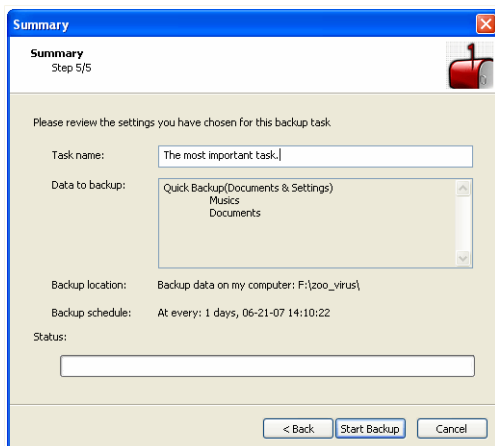 Summary
Summary
Step 5/5
Please review the settings you have chosen for this backup task
Task name: The most important task.
Data to backup: Quick Backup(Documents & Settings)
Musics
Documents
Backup location: Backup data on my computer: F:\zoo_virus\
Backup schedule: At every: 1 days, 06-21-07 14:10:22
Status:
< Back Start Backup Cancel